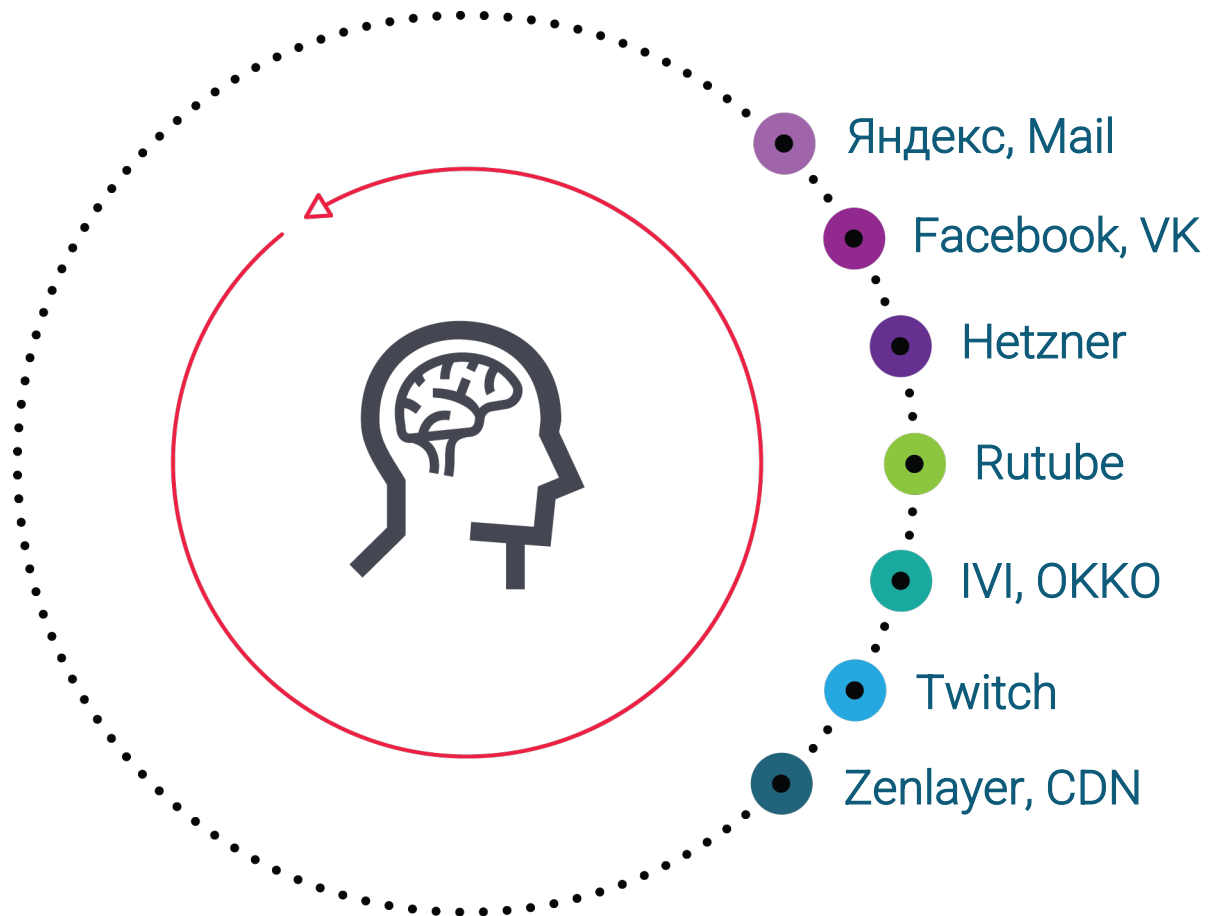 Яндекс, Mail
Facebook, VK
Hetzner
Rutube
IVI, OKKO
Twitch
Zenlayer, CDN